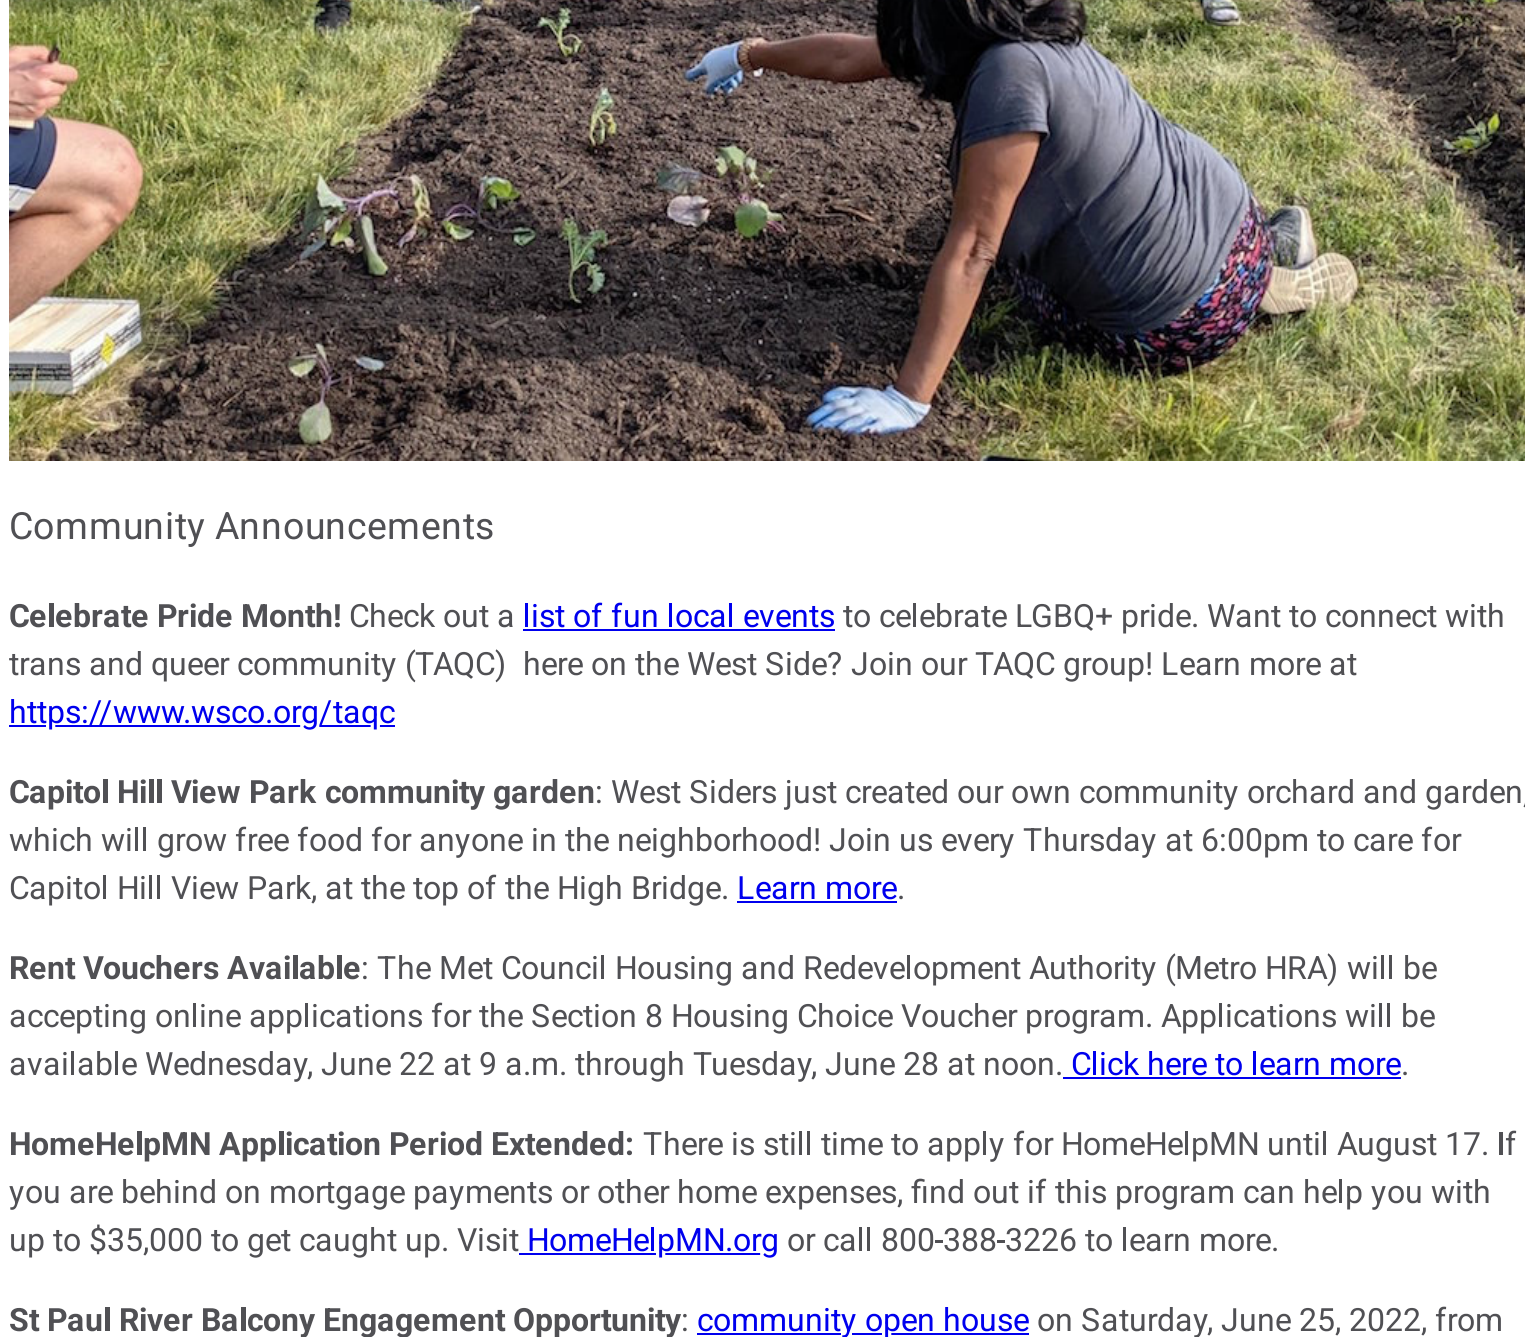 Community Announcements
Celebrate Pride Month! Check out a list of fun local events to celebrate LGBQ+ pride. Want to connect with
trans and queer community (TAQC)  here on the West Side? Join our TAQC group! Learn more at
https://www.wsco.org/taqc
Capitol Hill View Park community garden: West Siders just created our own community orchard and garden,
which will grow free food for anyone in the neighborhood! Join us every Thursday at 6:00pm to care for
Capitol Hill View Park, at the top of the High Bridge. Learn more.
Rent Vouchers Available: The Met Council Housing and Redevelopment Authority (Metro HRA) will be
accepting online applications for the Section 8 Housing Choice Voucher program. Applications will be
available Wednesday, June 22 at 9 a.m. through Tuesday, June 28 at noon. Click here to learn more.
HomeHelpMN Application Period Extended: There is still time to apply for HomeHelpMN until August 17. If
you are behind on mortgage payments or other home expenses, find out if this program can help you with
up to $35,000 to get caught up. Visit HomeHelpMN.org or call 800-388-3226 to learn more.
St Paul River Balcony Engagement Opportunity: community open house on Saturday, June 25, 2022, from